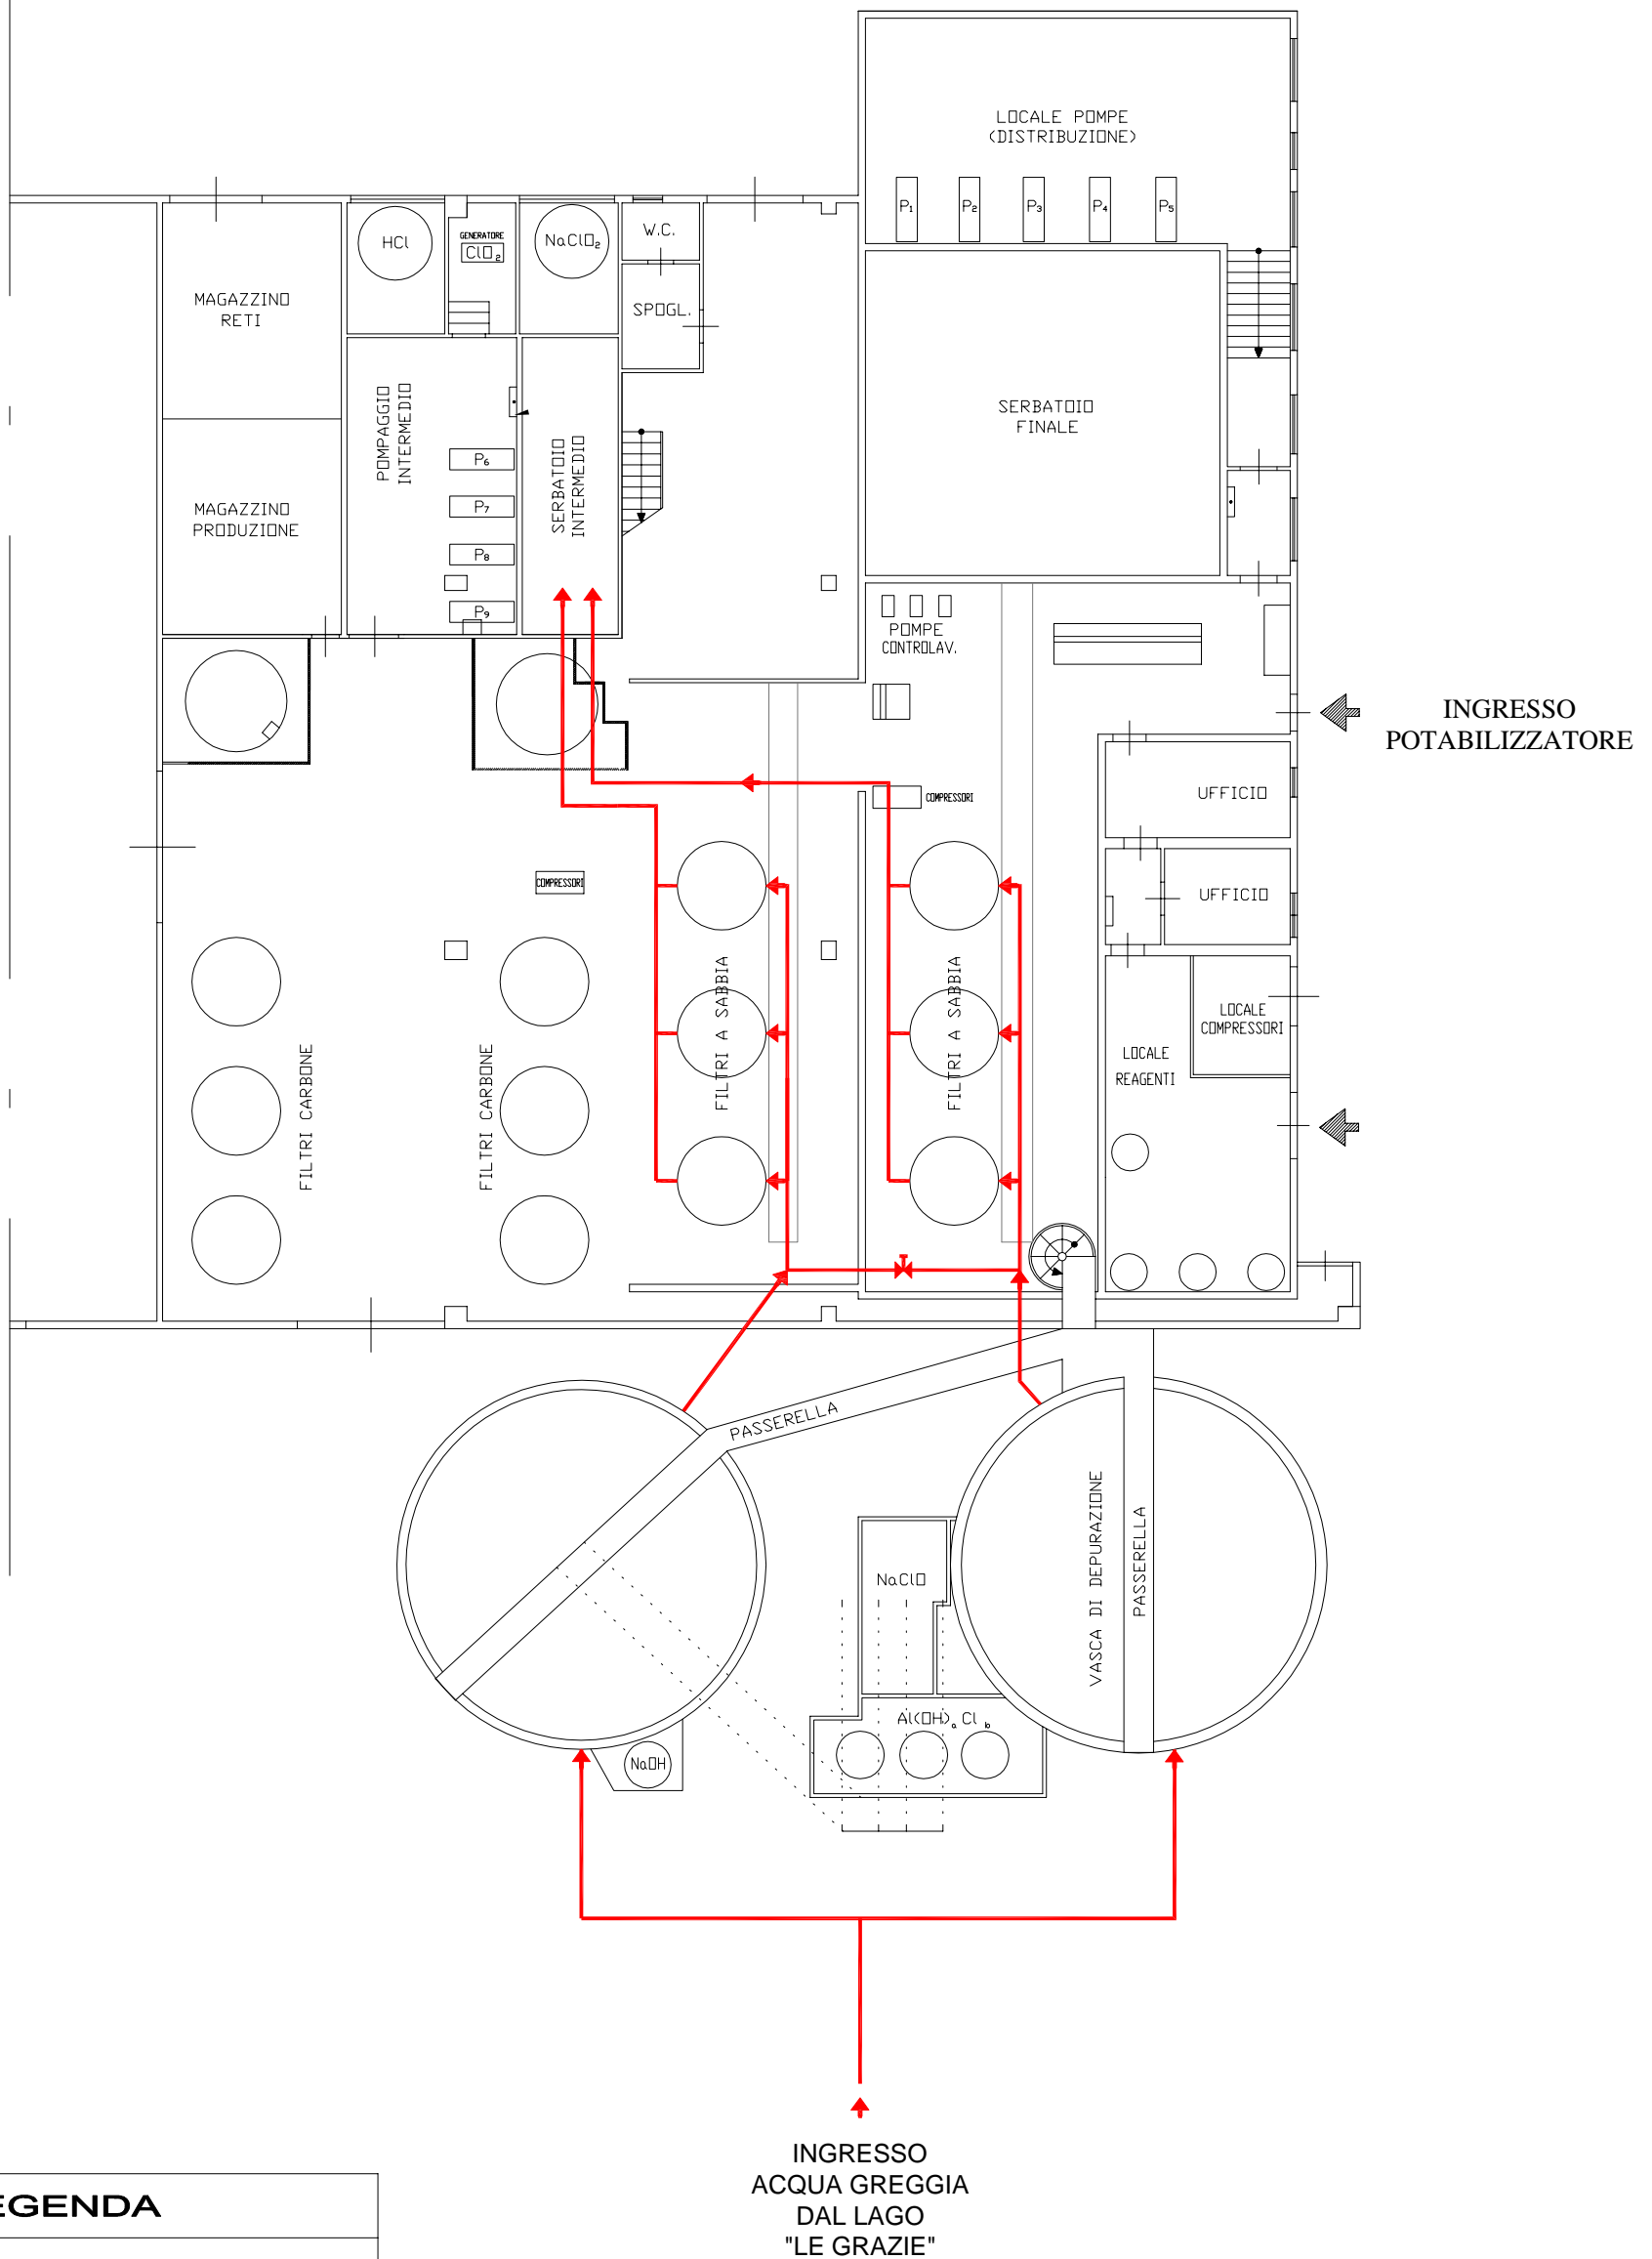 LOCALE POMPE
(DISTRIBUZIONE)
P1
P2
P3
P4
P5
HCl
GENERATORE
ClO2
NaClO2
W.C.
SPOGL.
MAGAZZINO
RETI
POMPAGGIO
INTERMEDIO
SERBATOIO
INTERMEDIO
SERBATOIO
FINALE
P6
P7
P8
P9
MAGAZZINO
PRODUZIONE
POMPE
CONTROLAV.
INGRESSO
POTABILIZZATORE
UFFICIO
COMPRESSORI
COMPRESSORI
UFFICIO
FILTRI CARBONE
FILTRI CARBONE
FILTRI A SABBIA
FILTRI A SABBIA
LOCALE
COMPRESSORI
LOCALE
REAGENTI
PASSERELLA
VASCA DI DEPURAZIONE
PASSERELLA
NaClO
Al(OH)a Cl b
NaOH
INGRESSO
ACQUA GREGGIA
DAL LAGO
"LE GRAZIE"
EGENDA